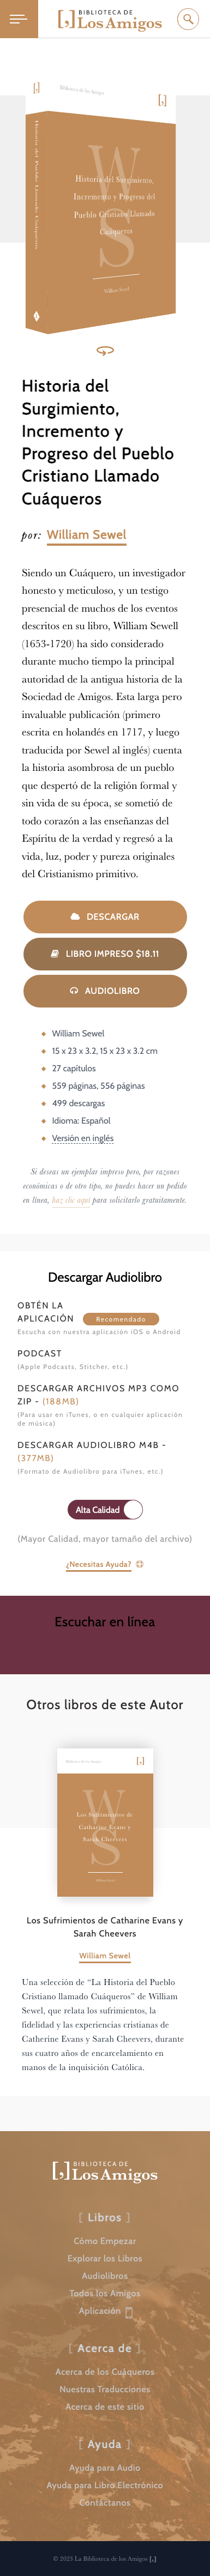 BIBLIOTECA DE
[,] Los Amigos
[,]
Biblioteca de los Amigos
[,]
Historia del Pueblo Llamado Cuáqueros
WS
Historia del Surgimiento,
Incremento y Progreso del
Pueblo Cristiano Llamado
Cuáqueros
William Sewel
Historia del
Surgimiento,
Incremento y
Progreso del Pueblo
Cristiano Llamado
Cuáqueros
por: William Sewel
Siendo un Cuáquero, un investigador
honesto y meticuloso, y un testigo
presencial de muchos de los eventos
descritos en su libro, William Sewell
(1653-1720) ha sido considerado
durante mucho tiempo la principal
autoridad de la antigua historia de la
Sociedad de Amigos. Esta larga pero
invaluable publicación (primero
escrita en holandés en 1717, y luego
traducida por Sewel al inglés) cuenta
la historia asombrosa de un pueblo
que despertó de la religión formal y
sin vida de su época, se sometió de
todo corazón a las enseñanzas del
Espíritu de la verdad y regresó a la
vida, luz, poder y pureza originales
del Cristianismo primitivo.
DESCARGAR
LIBRO IMPRESO $18.11
AUDIOLIBRO
William Sewel
15 x 23 x 3.2, 15 x 23 x 3.2 cm
27 capítulos
559 páginas, 556 páginas
499 descargas
Idioma: Español
Versión en inglés
Si deseas un ejemplar impreso pero, por razones
económicas o de otro tipo, no puedes hacer un pedido
en línea, haz clic aquí para solicitarlo gratuitamente.
Descargar Audiolibro
OBTÉN LA
APLICACIÓN Recomendado
Escucha con nuestra aplicación iOS o Android
PODCAST
(Apple Podcasts, Stitcher, etc.)
DESCARGAR ARCHIVOS MP3 COMO
ZIP - (188MB)
(Para usar en iTunes, o en cualquier aplicación
de música)
DESCARGAR AUDIOLIBRO M4B -
(377MB)
(Formato de Audiolibro para iTunes, etc.)
Alta Calidad
(Mayor Calidad, mayor tamaño del archivo)
¿Necesitas Ayuda?
Escuchar en línea
Otros libros de este Autor
Biblioteca de los Amigos [,]
WS
Los Sufrimientos de
Catharine Evans y
Sarah Cheevers
William Sewel
Los Sufrimientos de Catharine Evans y
Sarah Cheevers
William Sewel
Una selección de “La Historia del Pueblo
Cristiano llamado Cuáqueros” de William
Sewel, que relata los sufrimientos, la
fidelidad y las experiencias cristianas de
Catherine Evans y Sarah Cheevers, durante
sus cuatro años de encarcelamiento en
manos de la inquisición Católica.
BIBLIOTECA DE
[,] Los Amigos
[ Libros ]
Cómo Empezar
Explorar los Libros
Audiolibros
Todos los Amigos
Aplicación
[ Acerca de ]
Acerca de los Cuáqueros
Nuestras Traducciones
Acerca de este sitio
[ Ayuda ]
Ayuda para Audio
Ayuda para Libro Electrónico
Contáctanos
© 2023 La Biblioteca de los Amigos [,]